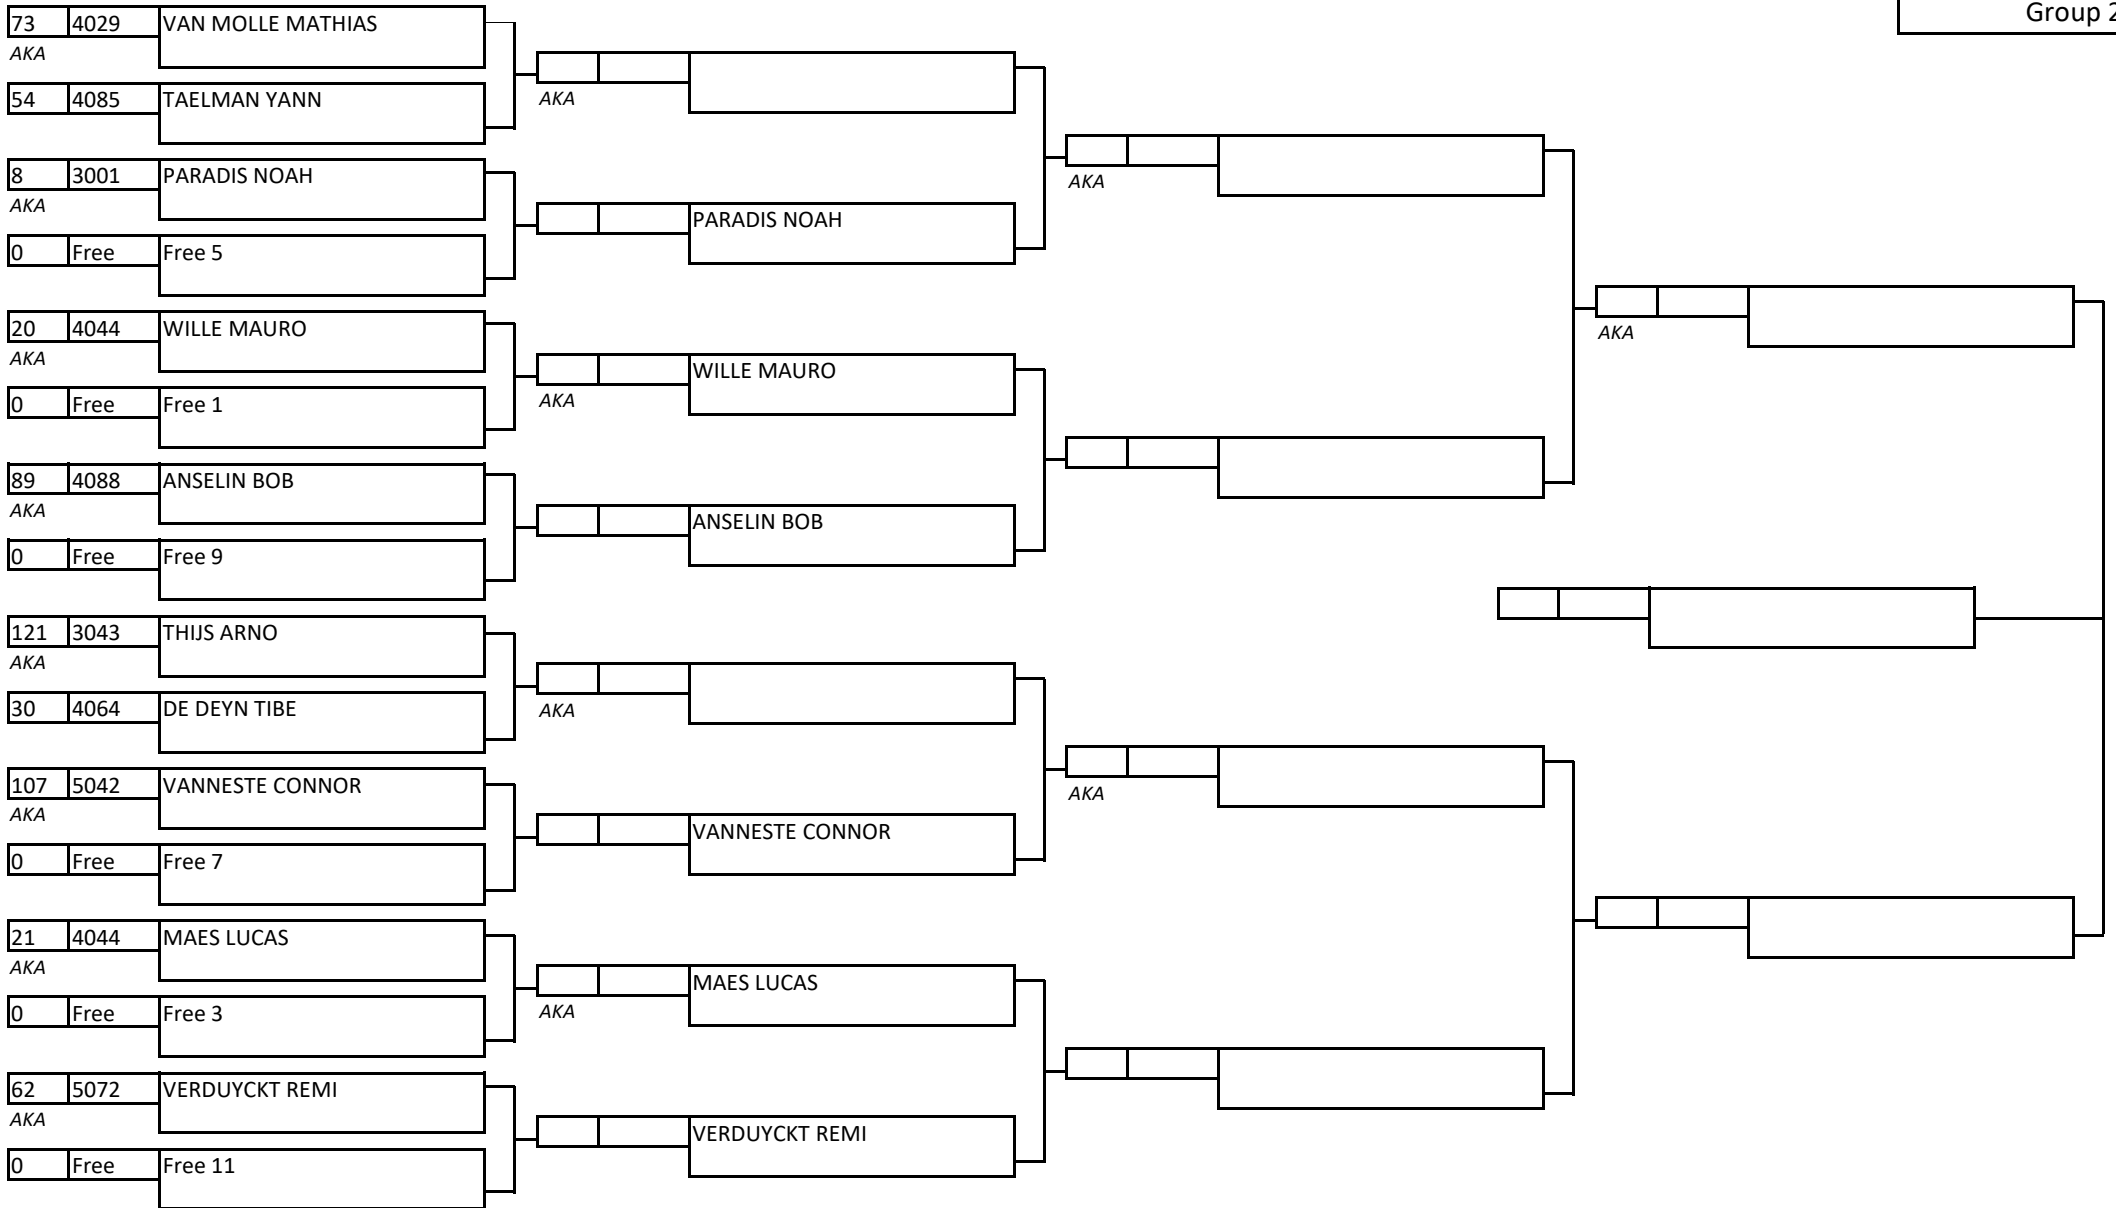 Group 2
73 4029 VAN MOLLE MATHIAS
AKA
54 4085 TAELMAN YANN
AKA
8 3001 PARADIS NOAH
AKA
AKA
PARADIS NOAH
0 Free Free 5
20 4044 WILLE MAURO
AKA
AKA
WILLE MAURO
0 Free Free 1
AKA
89 4088 ANSELIN BOB
AKA
ANSELIN BOB
0 Free Free 9
121 3043 THIJS ARNO
AKA
30 4064 DE DEYN TIBE
AKA
107 5042 VANNESTE CONNOR
AKA
AKA
VANNESTE CONNOR
0 Free Free 7
21 4044 MAES LUCAS
AKA
MAES LUCAS
0 Free Free 3
AKA
62 5072 VERDUYCKT REMI
AKA
VERDUYCKT REMI
0 Free Free 11